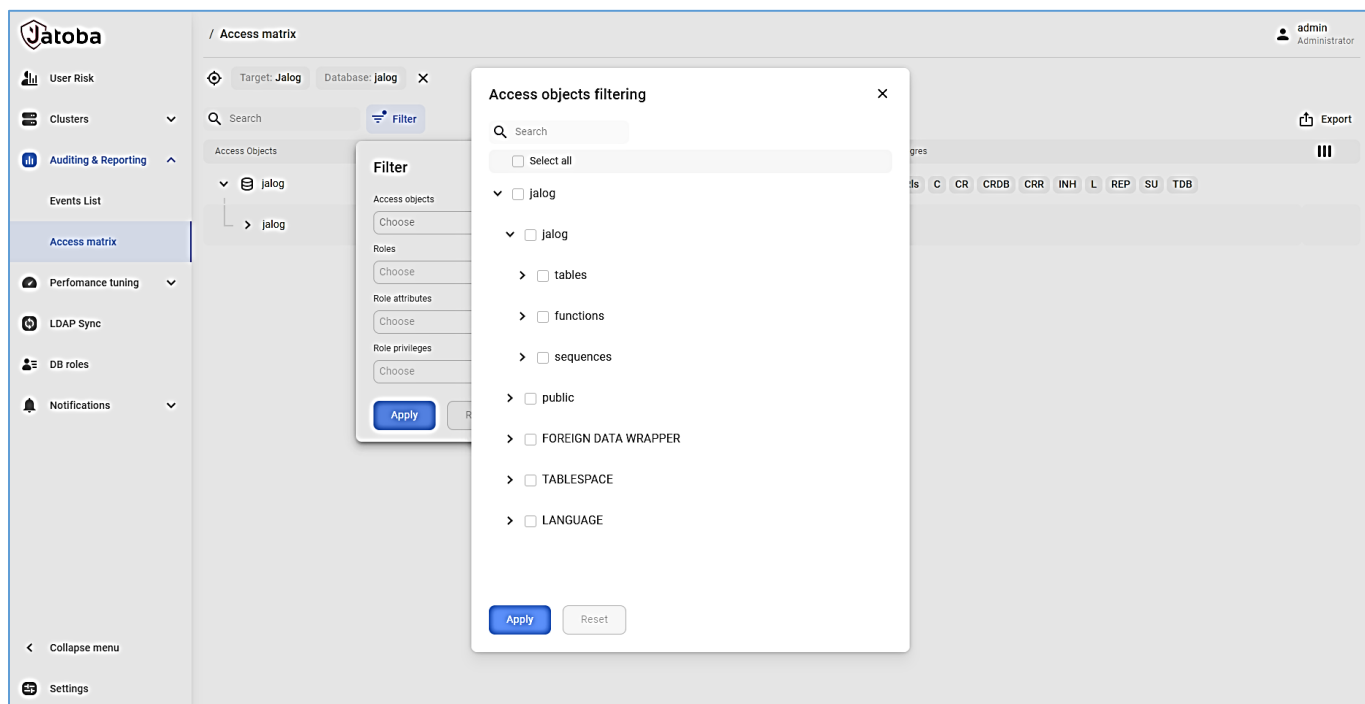 Jatoba
/ Access matrix
admin
Administrator
User Risk
Target: Jalog
Database: jalog
Access objects filtering
Clusters
Search
Filter
Search
Export
Auditing & Reporting
Access Objects
Filter
Select all
gres
jalog
Access objects
jalog
C CR CRDB CRR INH L REP SU TDB
Events List
Choose
jalog
jalog
Access matrix
Roles
Choose
tables
Perfomance tuning
Role attributes
Choose
functions
LDAP Sync
Role privileges
Choose
sequences
DB roles
public
Notifications
Apply
R
FOREIGN DATA WRAPPER
TABLESPACE
LANGUAGE
Apply
Reset
Collapse menu
Settings